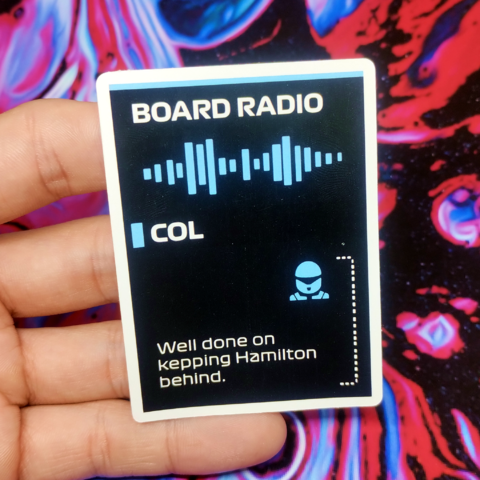 BOARD RADIO
COL
Well done on
kepping Hamilton
behind.